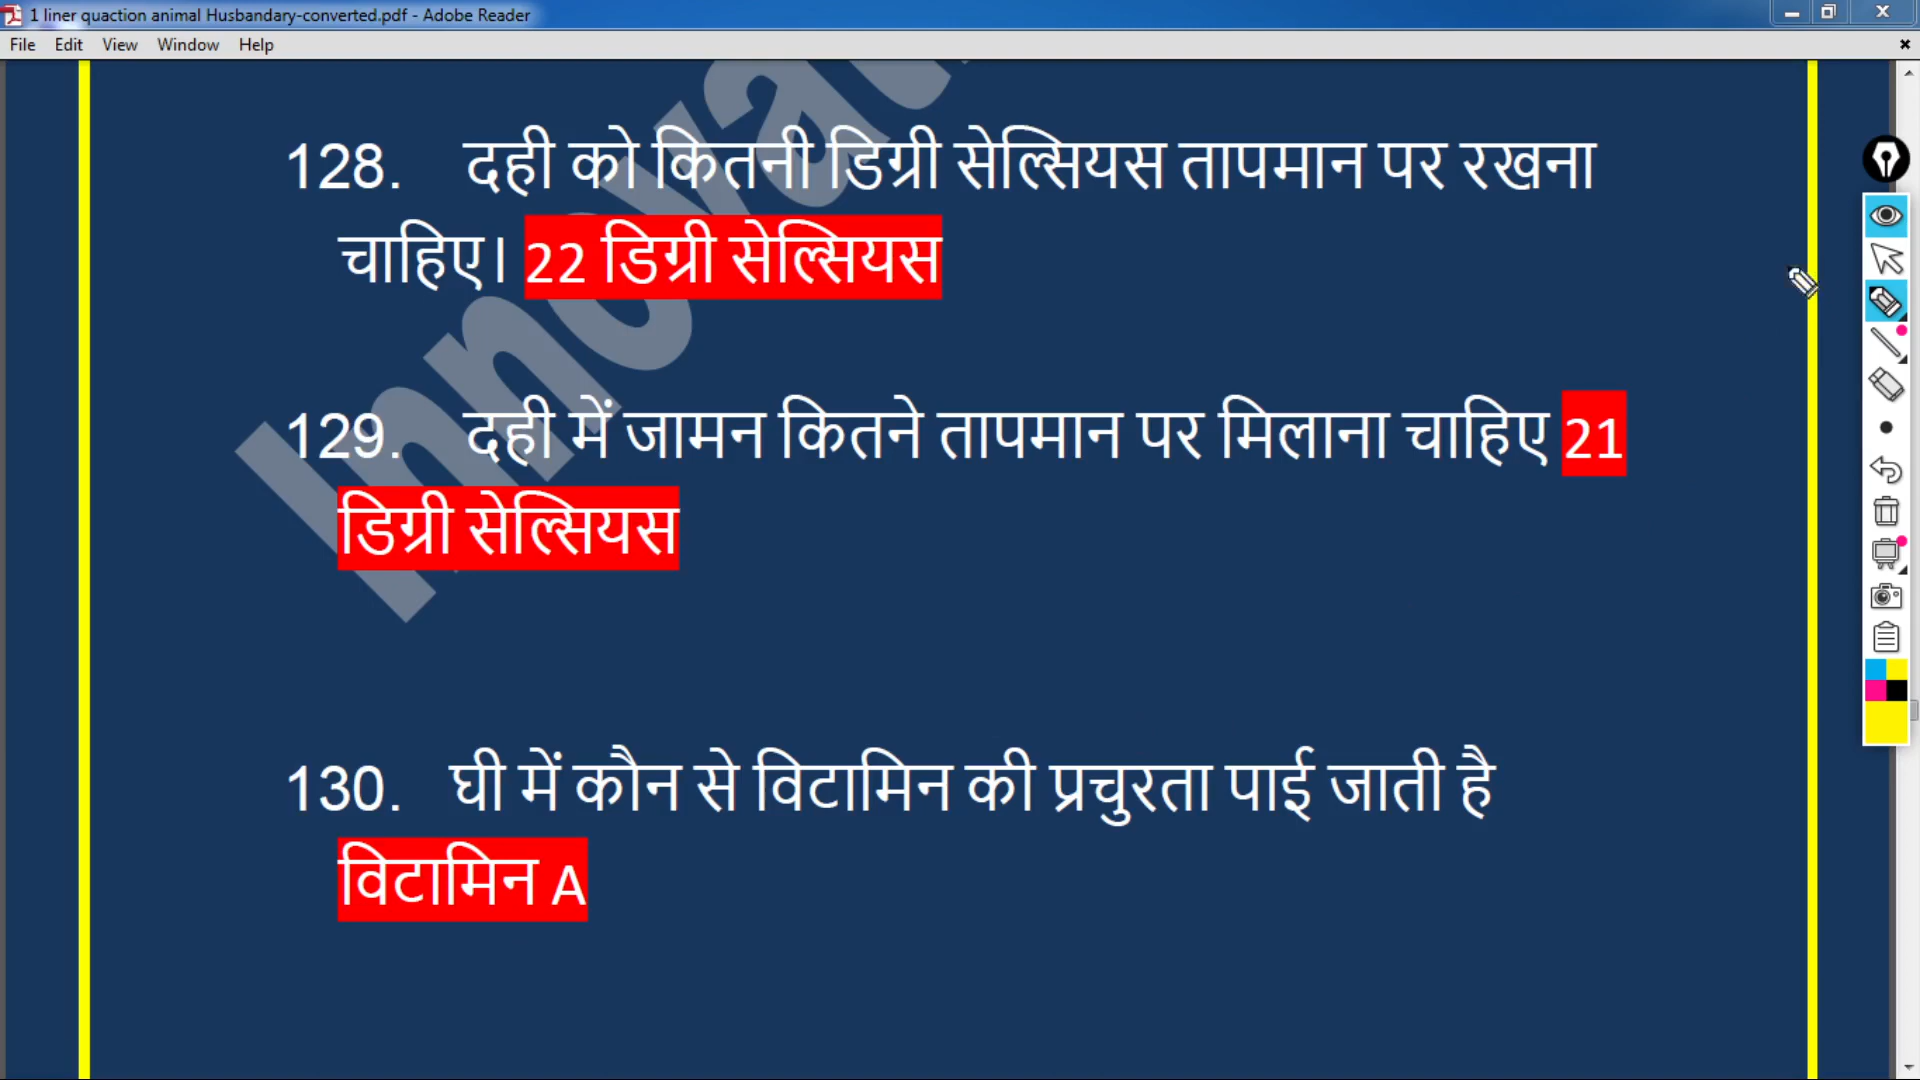 1 liner quaction animal Husbandary-converted.pdf - Adobe Reader
File Edit View Window Help
128. दही को कितनी डिग्री सेल्सियस तापमान पर रखना
चाहिए। 22 डिग्री सेल्सियस
129. दही में जामन कितने तापमान पर मिलाना चाहिए 21
डिग्री सेल्सियस
130. घी में कौन से विटामिन की प्रचुरता पाई जाती है
विटामिन A